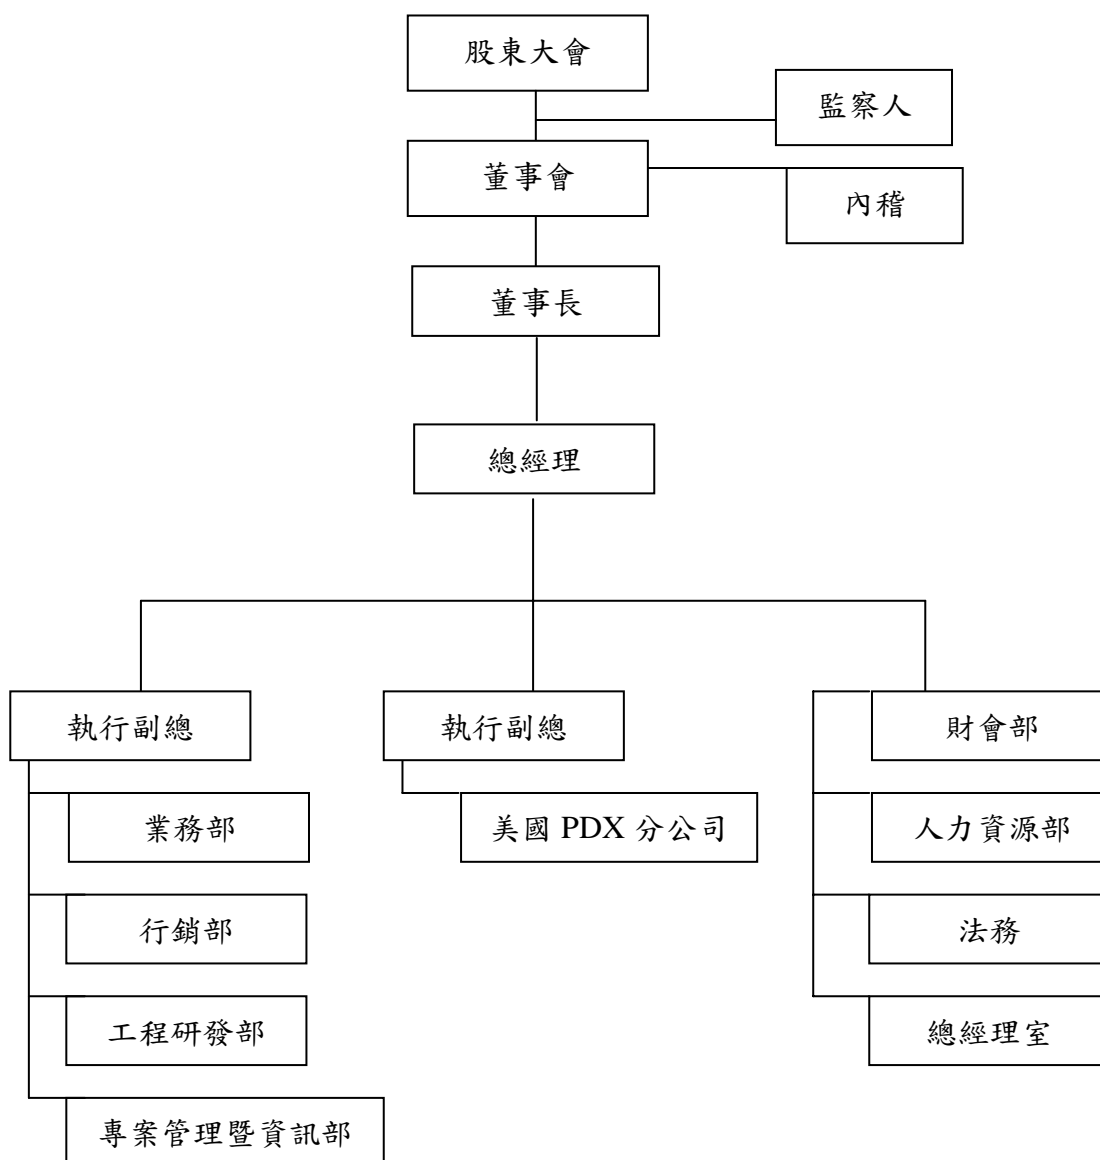 股東大會
監察人
董事會
內稽
董事長
總經理
執行副總
執行副總
財會部
業務部
美國 PDX 分公司
人力資源部
行銷部
法務
工程研發部
總經理室
專案管理暨資訊部